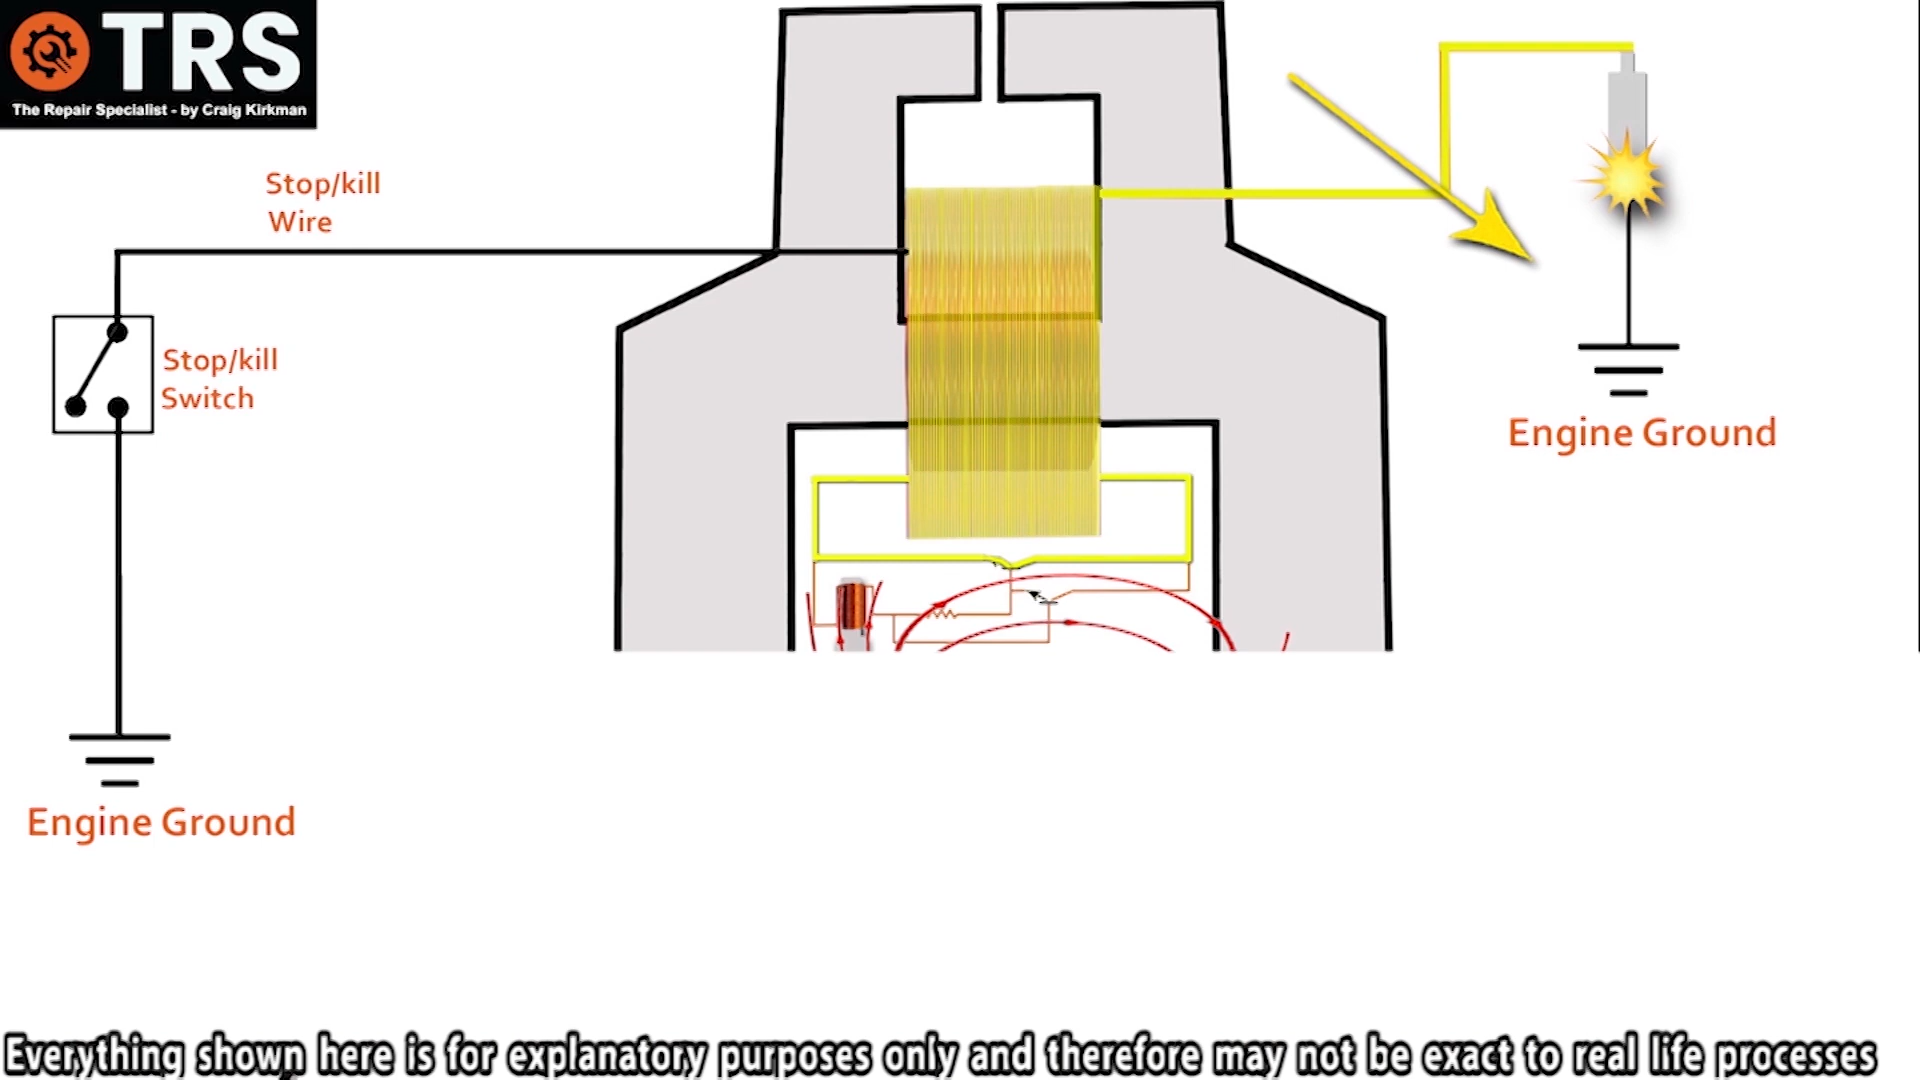 TRS
The Repair Specialist - by Craig Kirkman
Stop/kill
Wire
Stop/kill
Switch
Engine Ground
Engine Ground
Everything shown here is for explanatory purposes only and therefore may not be exact to real life processes